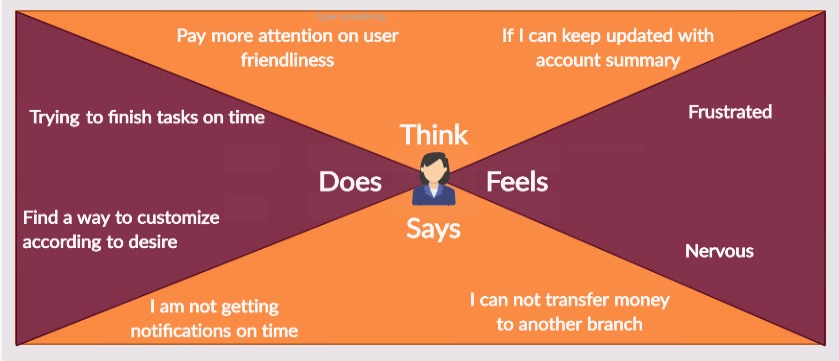 Pay more attention on user
friendliness
If I can keep updated with
account summary
Trying to finish tasks on time
Frustrated
Think
Does
Feels
Says
Find a way to customize
according to desire
Nervous
I am not getting
notifications on time
I can not transfer money
to another branch